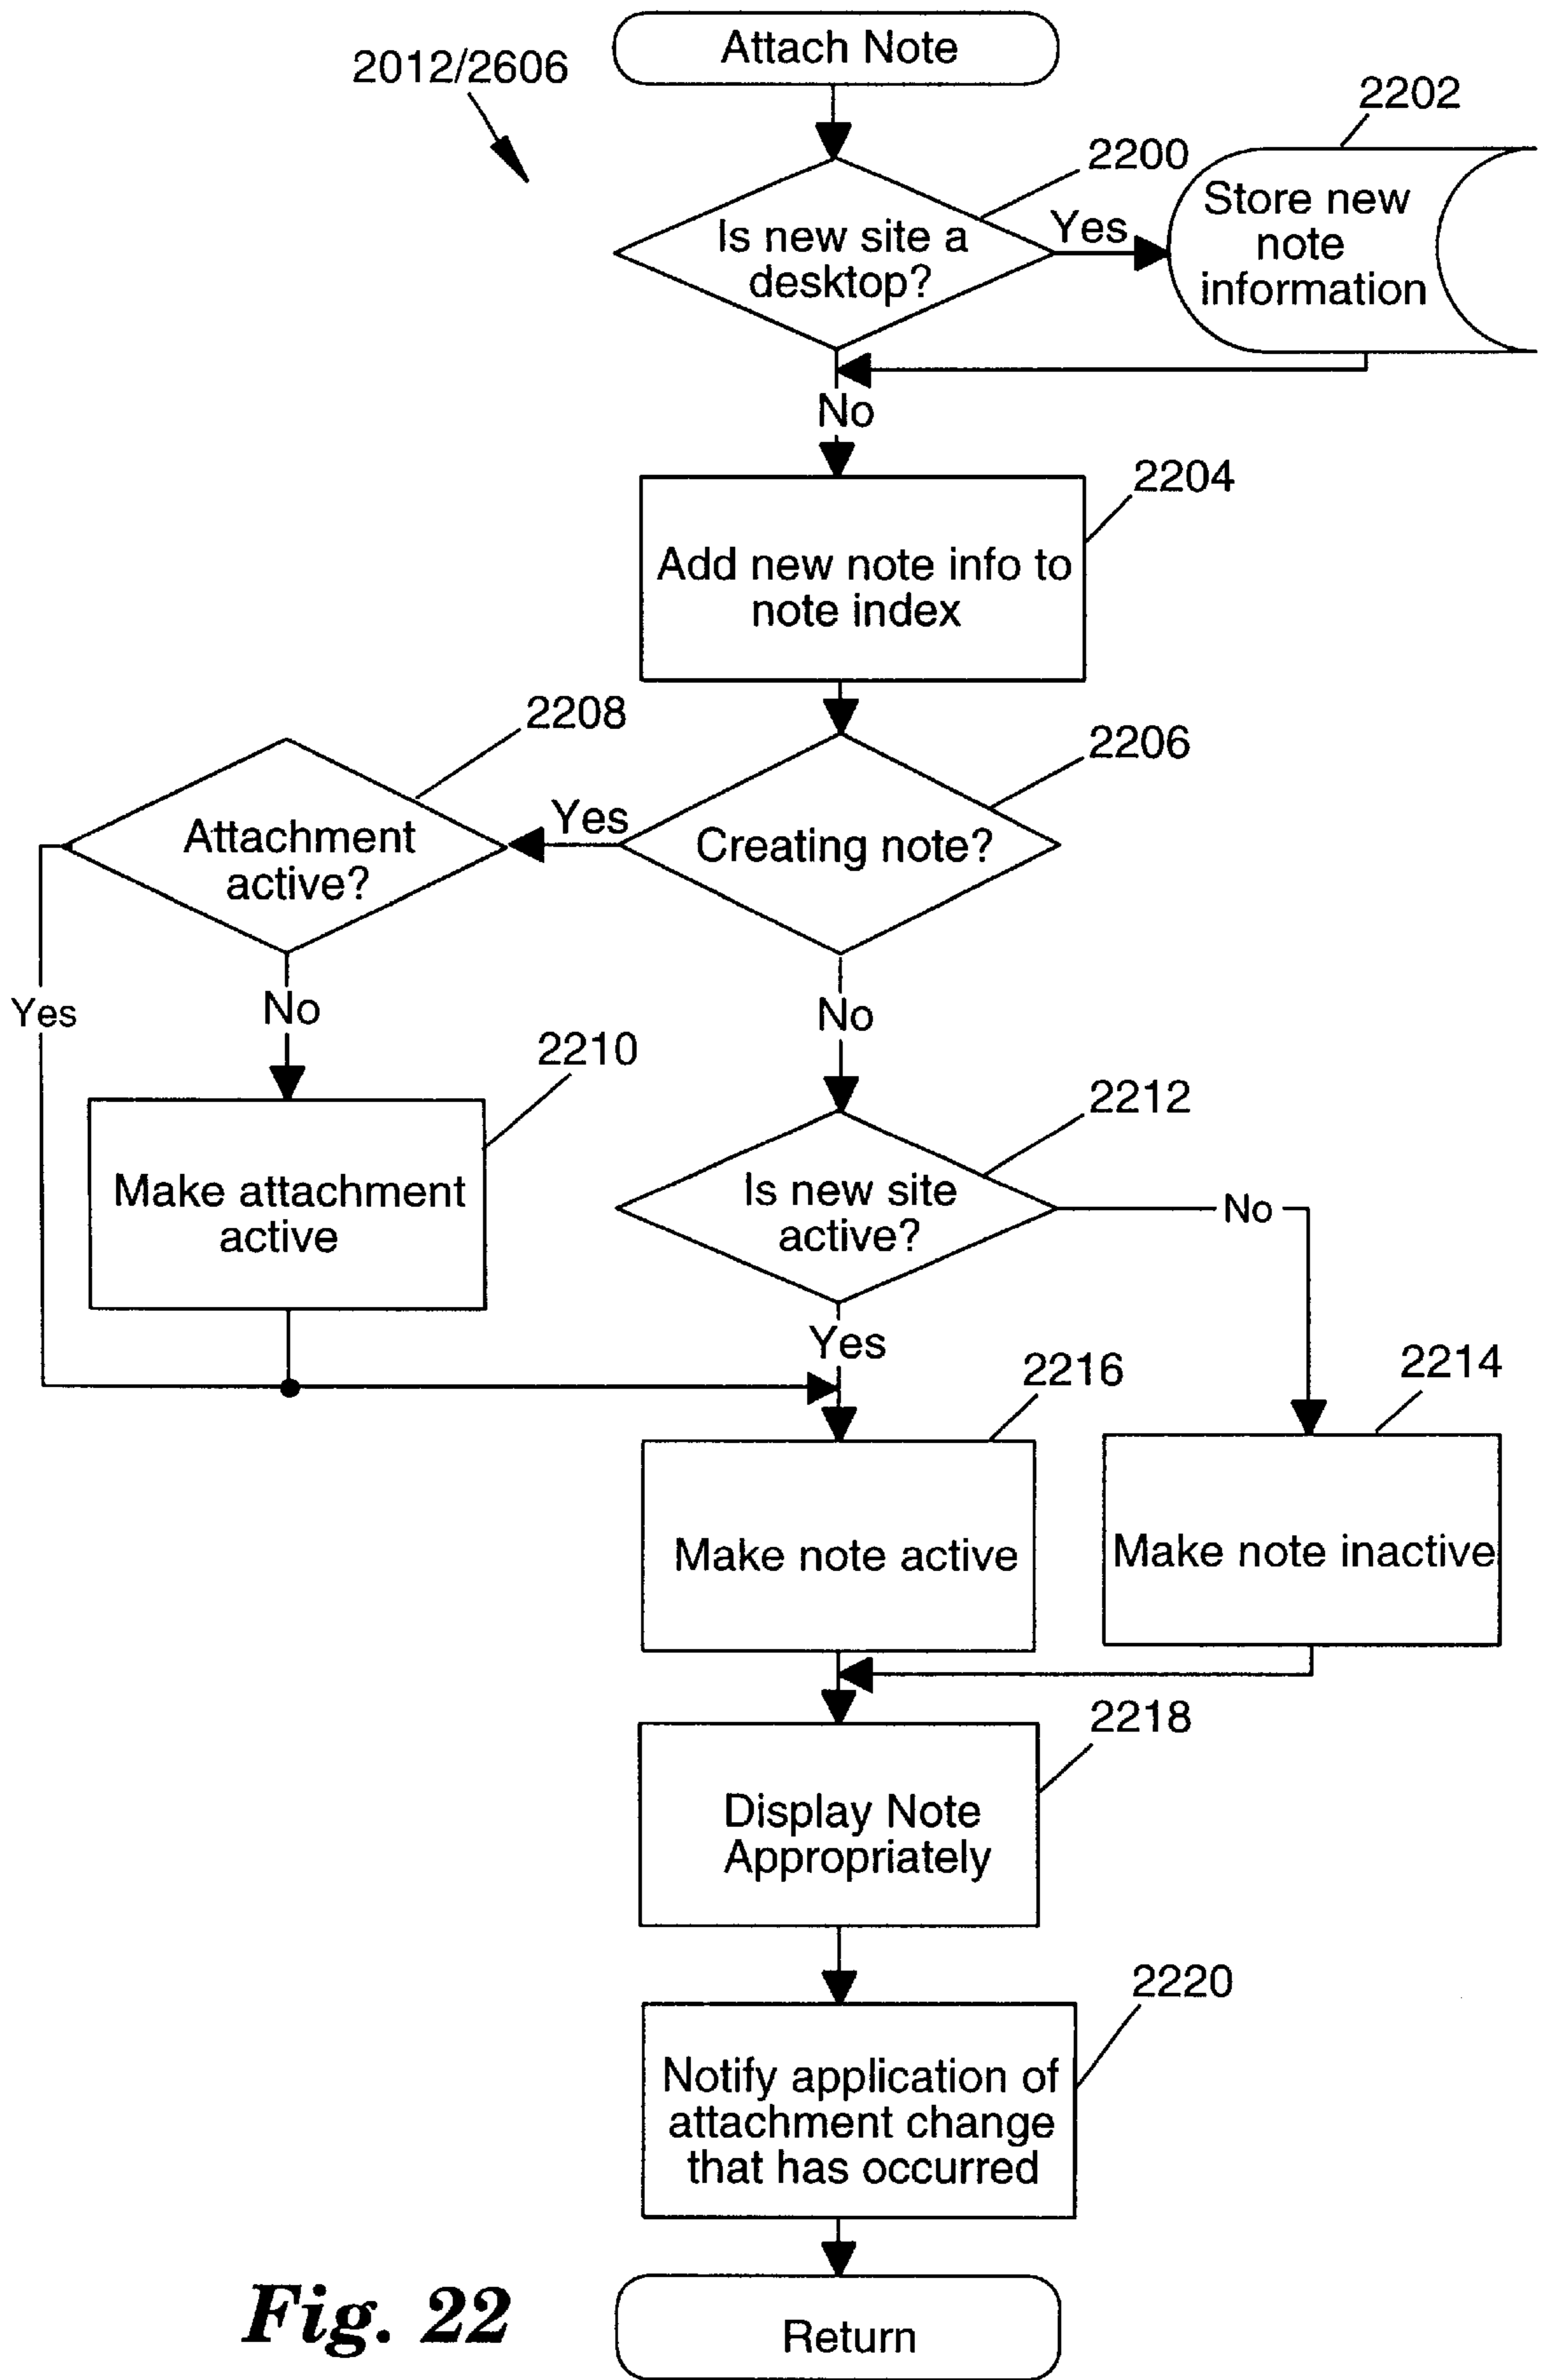 Attach Note
2012/2606
2202
2200
Is new site a
desktop?
Yes
Store new
note
information
No
2204
Add new note info to
note index
2208
2206
Attachment
active?
Yes
Creating note?
Yes
No
No
2210
2212
Make attachment
active
Is new site
active?
No
Yes
2216
2214
Make note active
Make note inactive
2218
Display Note
Appropriately
2220
Notify application of
attachment change
that has occurred
Fig. 22
Return